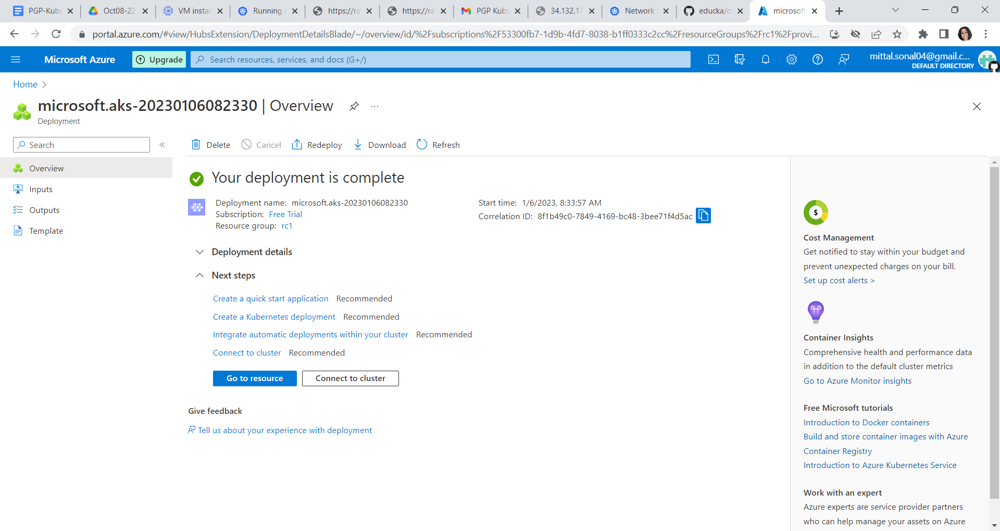 PGP-Kube
Oct08-22
VM instan
Running
https://ra
https://ra
PGP Kube
34.132.17
Network
educka/c
microsoft
portal.azure.com/#view/HubsExtension/DeploymentDetailsBlade/~/overview/id/%2Fsubscriptions%2F53300fb7-1d9b-4fd7-8038-b1ff0333c2cc%2FresourceGroups%2Frc1%2Fprovi...
Microsoft Azure
Upgrade
Search resources, services, and docs (G+/)
mittal.sonal04@gmail.c...
DEFAULT DIRECTORY
Home
microsoft.aks-20230106082330 | Overview
Deployment
Search
Delete
Cancel
Redeploy
Download
Refresh
Overview
Inputs
Outputs
Template
Your deployment is complete
Deployment name: microsoft.aks-20230106082330
Subscription: Free Trial
Resource group: rc1
Start time: 1/6/2023, 8:33:57 AM
Correlation ID: 8f1b49c0-7849-4169-bc48-3bee71f4d5ac
Deployment details
Next steps
Create a quick start application Recommended
Create a Kubernetes deployment Recommended
Integrate automatic deployments within your cluster Recommended
Connect to cluster Recommended
Go to resource
Connect to cluster
Give feedback
Tell us about your experience with deployment
$
Cost Management
Get notified to stay within your budget and
prevent unexpected charges on your bill.
Set up cost alerts >
Container Insights
Comprehensive health and performance data
in addition to the default cluster metrics
Go to Azure Monitor insights
Free Microsoft tutorials
Introduction to Docker containers
Build and store container images with Azure
Container Registry
Introduction to Azure Kubernetes Service
Work with an expert
Azure experts are service provider partners
who can help manage your assets on Azure